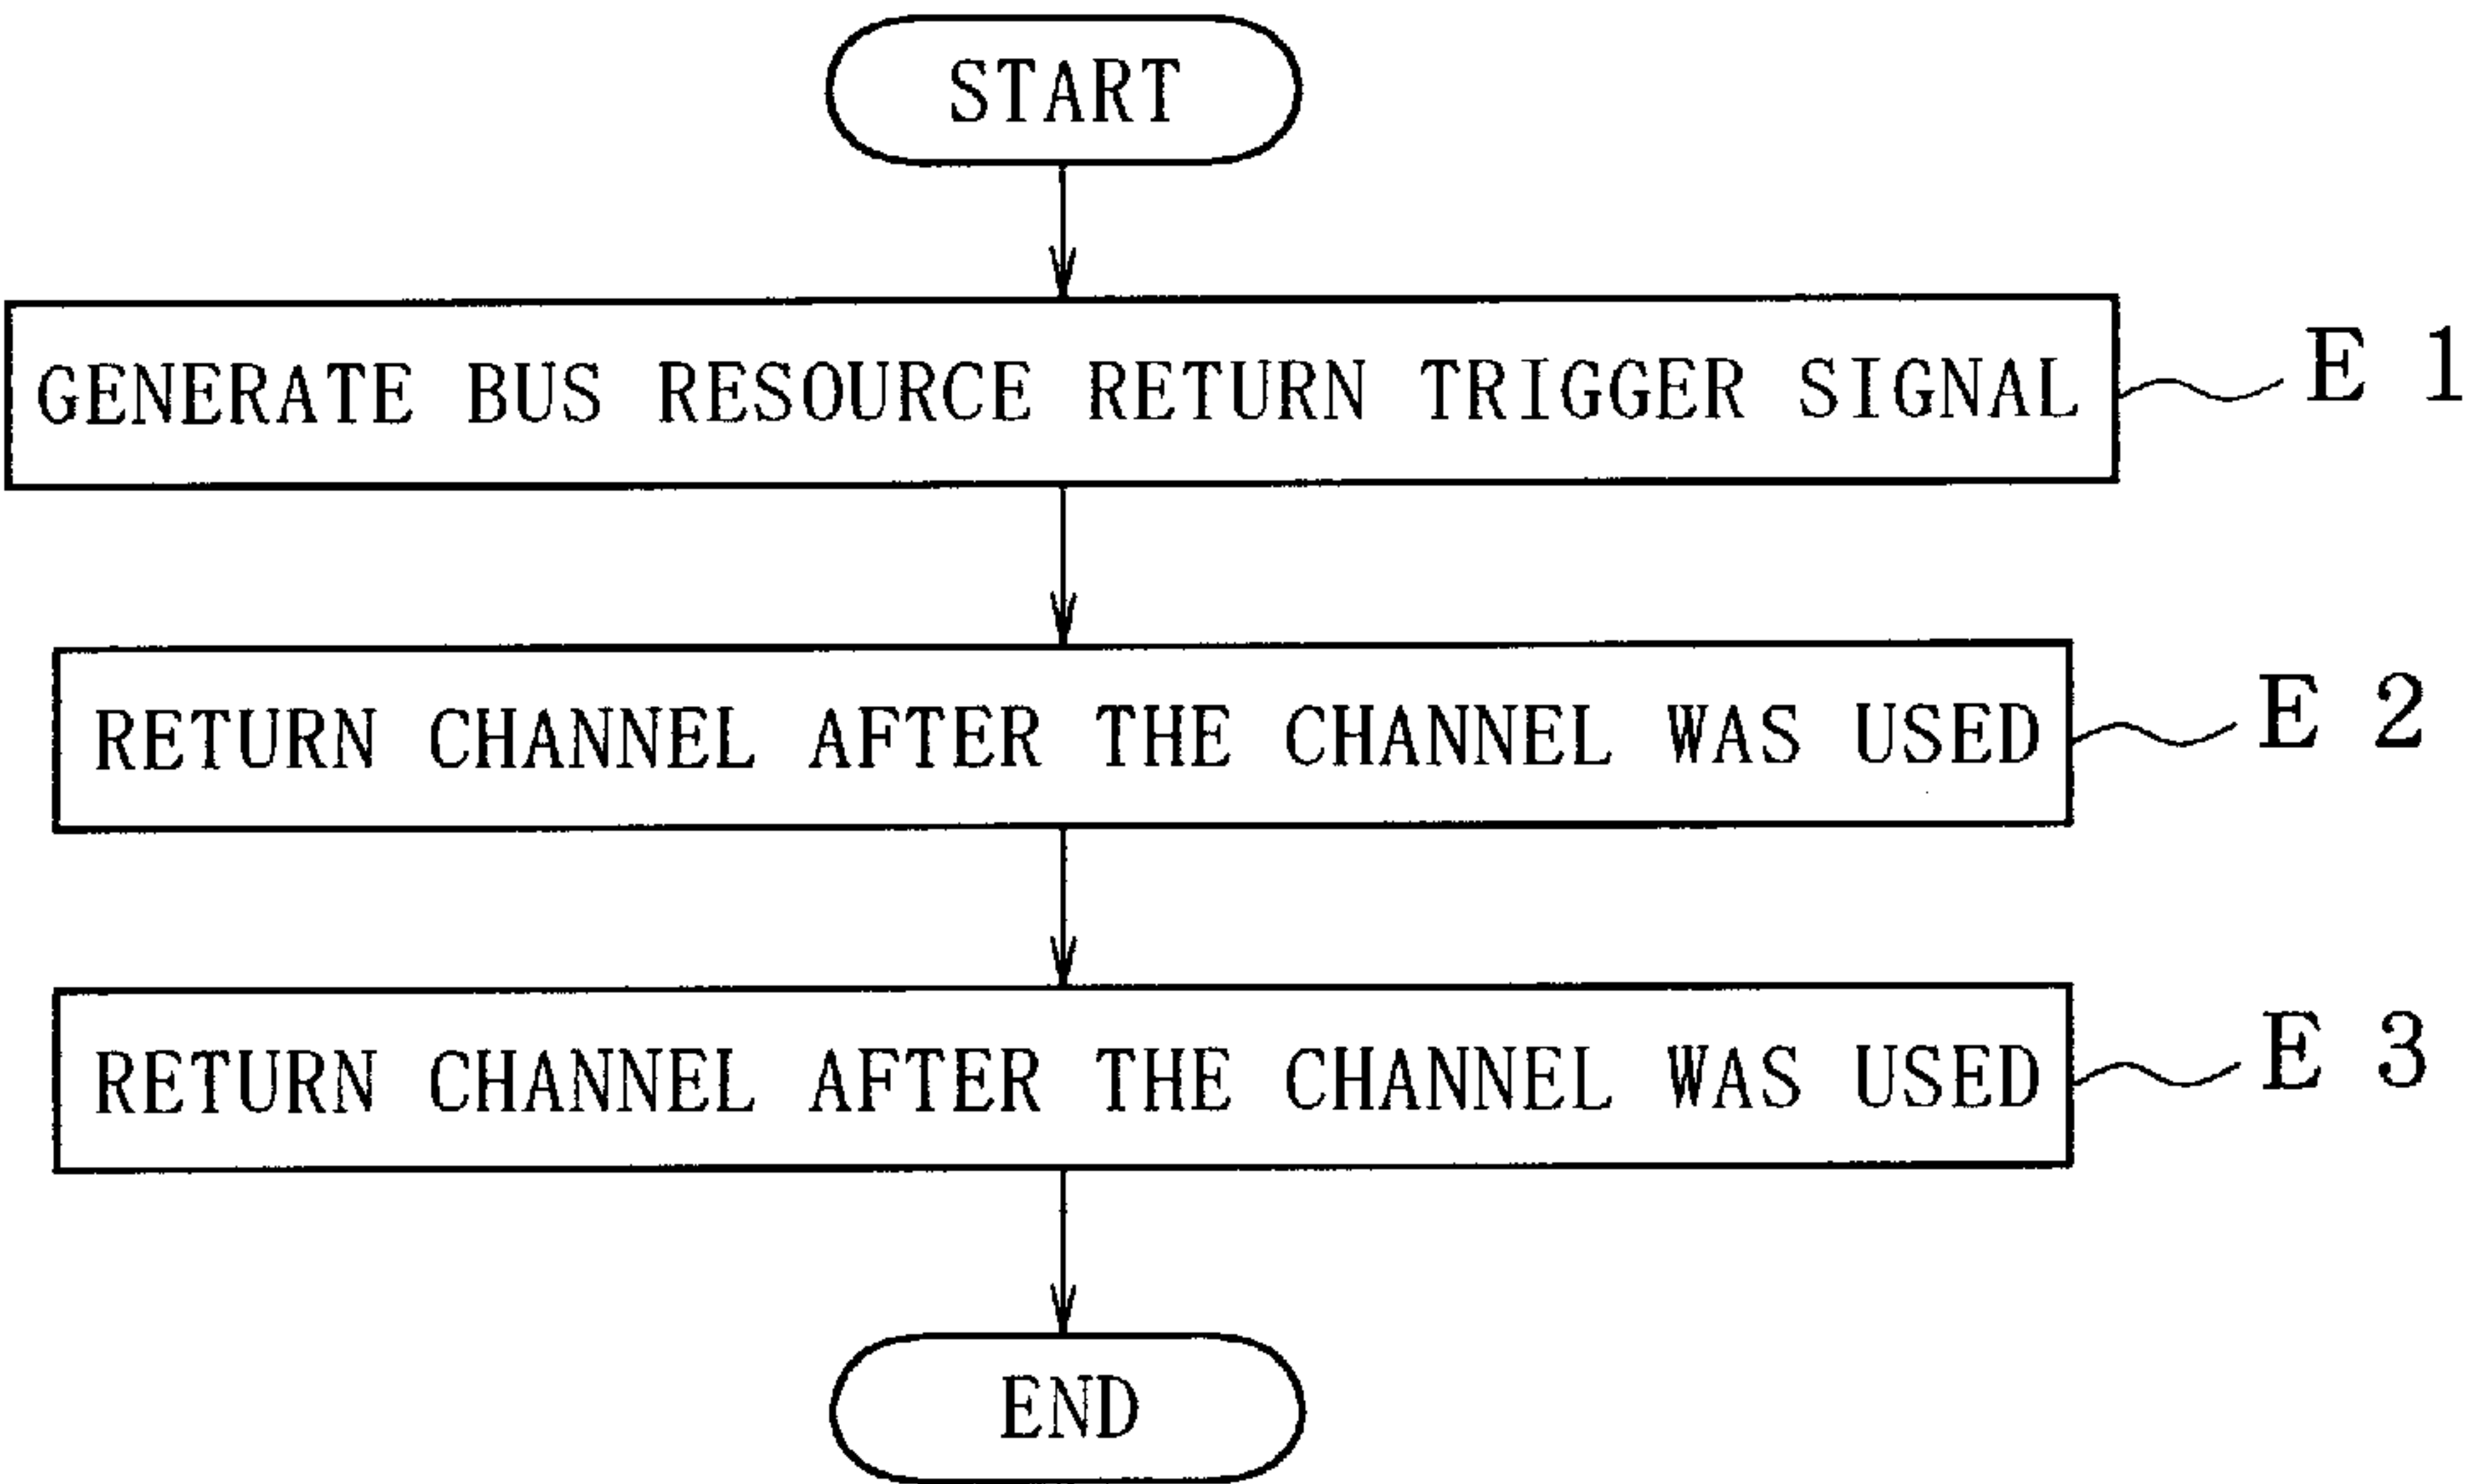 START
GENERATE BUS RESOURCE RETURN TRIGGER SIGNAL
E 1
RETURN CHANNEL AFTER THE CHANNEL WAS USED
E 2
RETURN CHANNEL AFTER THE CHANNEL WAS USED
E 3
END